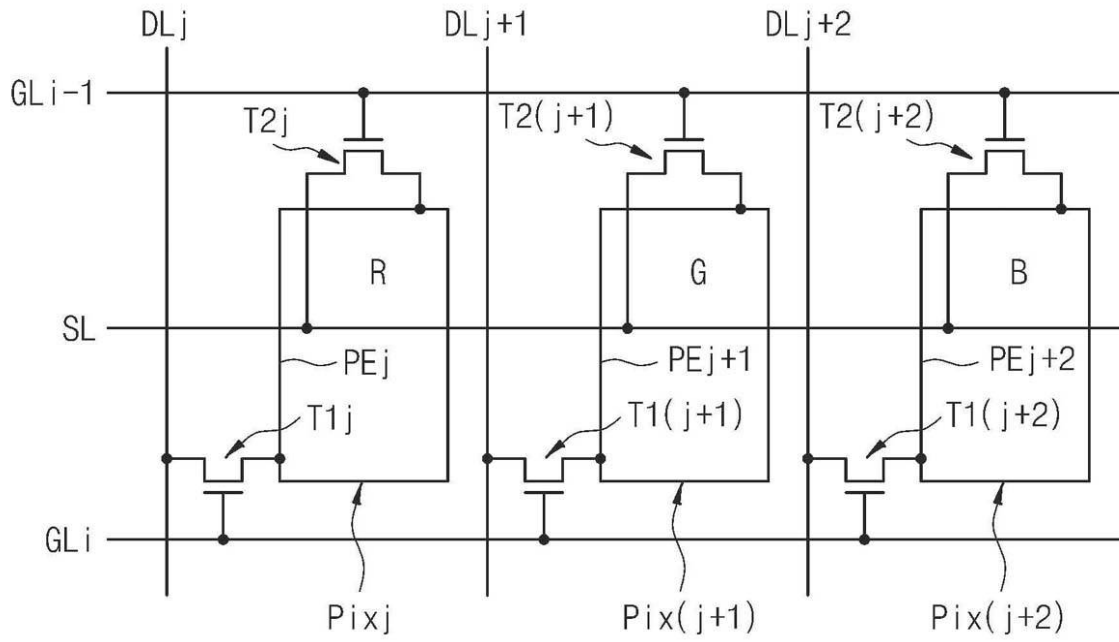 DLj DLj+1 DLj+2
GLi-1
T2j T2(j+1) T2(j+2)
R G B
SL
PEj PEj+1 PEj+2
T1j T1(j+1) T1(j+2)
GLi
Pixj Pix(j+1) Pix(j+2)